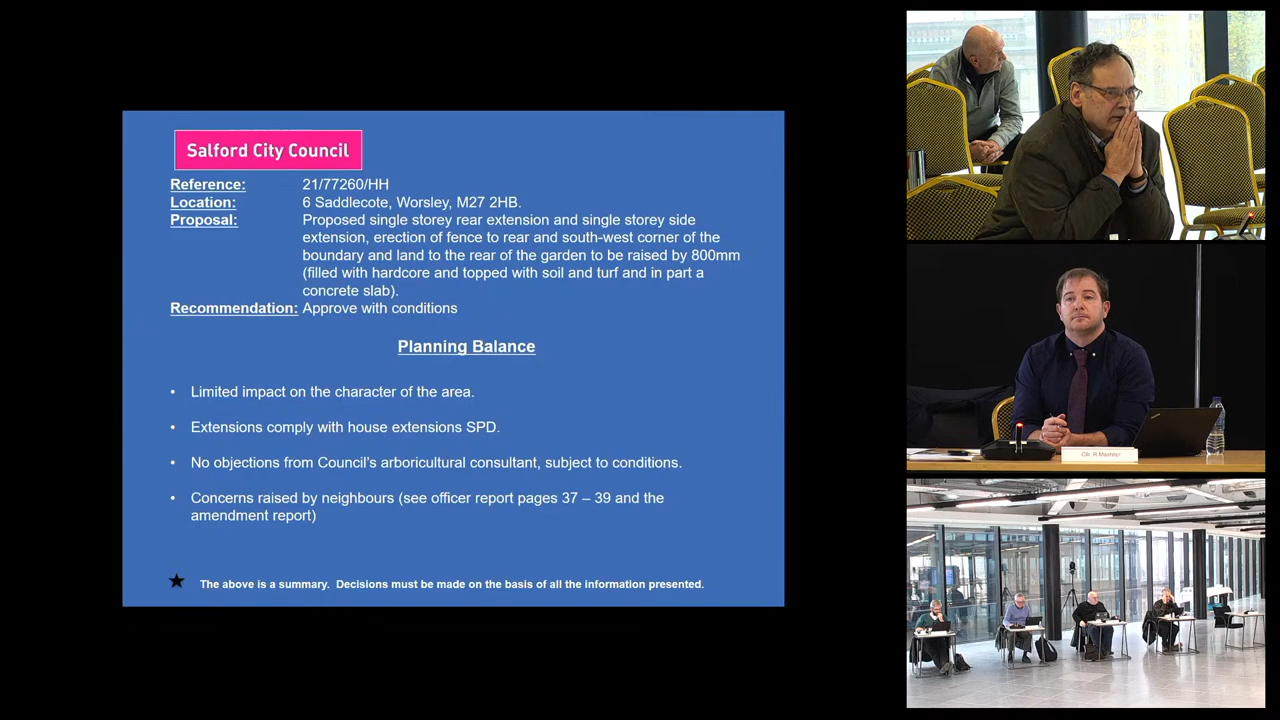 Salford City Council
Reference: 21/77260/HH
Location: 6 Saddlecote, Worsley, M27 2HB.
Proposal: Proposed single storey rear extension and single storey side
extension, erection of fence to rear and south-west corner of the
boundary and land to the rear of the garden to be raised by 800mm
(filled with hardcore and topped with soil and turf and in part a
concrete slab).
Recommendation: Approve with conditions
Planning Balance
• Limited impact on the character of the area.
• Extensions comply with house extensions SPD.
• No objections from Council's arboricultural consultant, subject to conditions.
• Concerns raised by neighbours (see officer report pages 37 – 39 and the
amendment report)
★ The above is a summary. Decisions must be made on the basis of all the information presented.
Cllr. R Mashiter